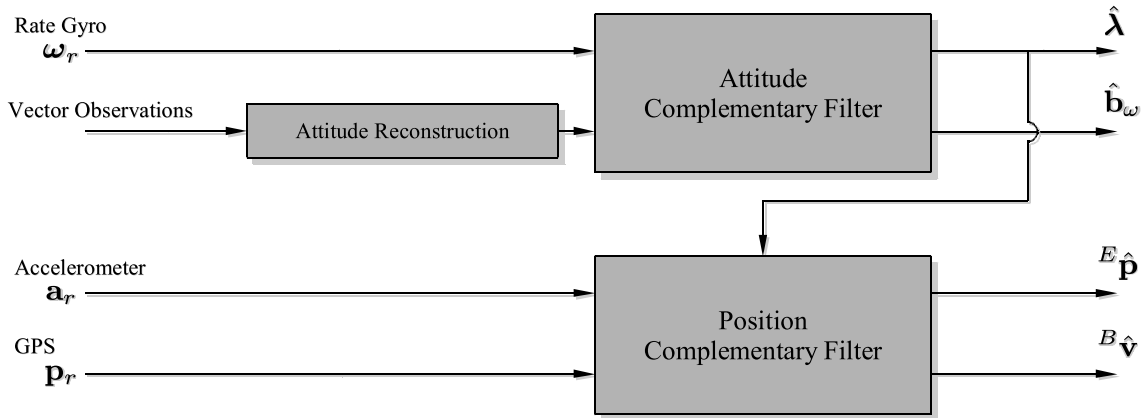 Rate Gyro
ω_r
Vector Observations
Attitude Reconstruction
Attitude
Complementary Filter
λ̂
b̂_ω
Accelerometer
a_r
GPS
p_r
Position
Complementary Filter
^E p̂
^B v̂